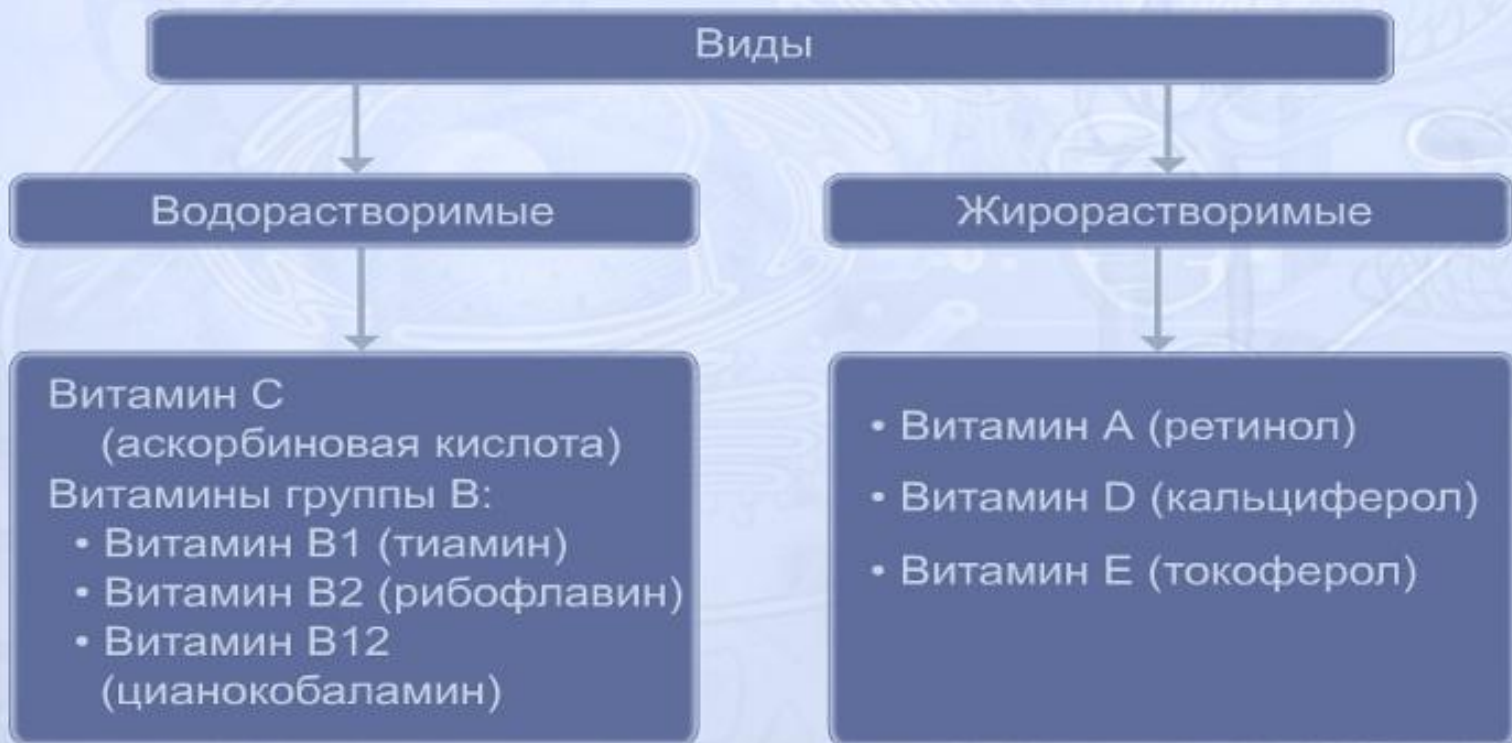 Виды
Водорастворимые
Жирорастворимые
Витамин С
(аскорбиновая кислота)
Витамины группы В:
• Витамин В1 (тиамин)
• Витамин В2 (рибофлавин)
• Витамин В12
(цианокобаламин)
• Витамин А (ретинол)
• Витамин D (кальциферол)
• Витамин Е (токоферол)